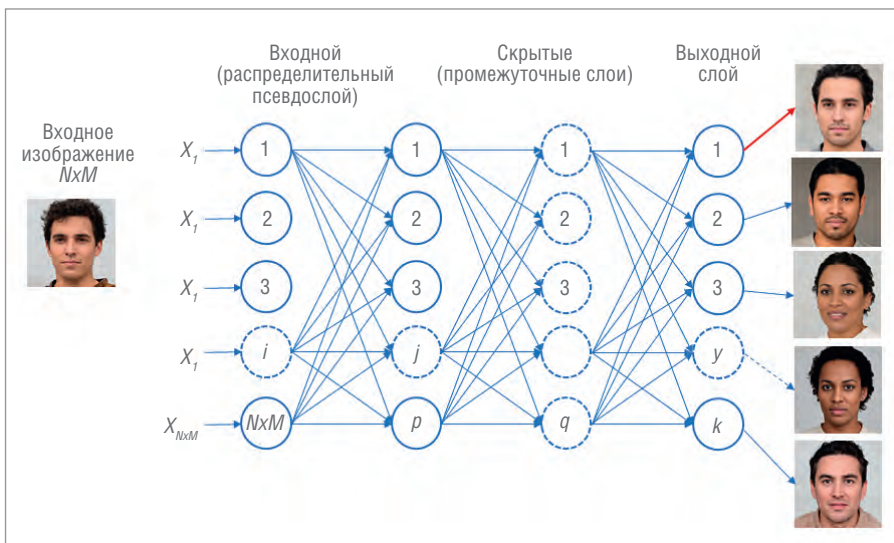 Входной
(распределительный
псевдослой)
Скрытые
(промежуточные слои)
Выходной
слой
Входное
изображение
NxM
X₁ 1 1 1 1
X₁ 2 2 2 2
X₁ 3 3 3 3
X₁ i j y
X_NxM NxM p q k